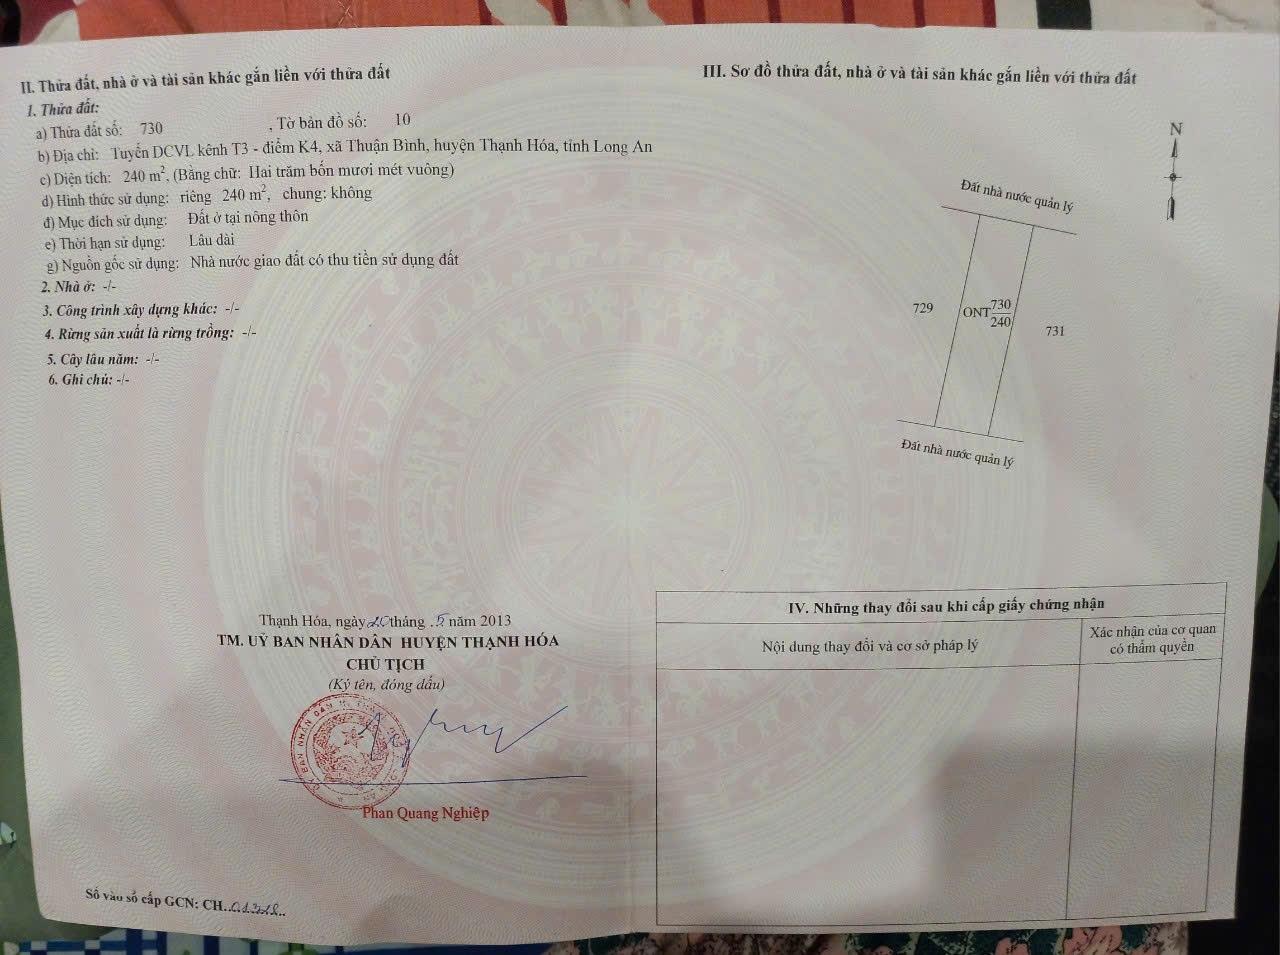 II. Thửa đất, nhà ở và tài sản khác gắn liền với thửa đất
1. Thửa đất:
a) Thửa đất số: 730 , Tờ bản đồ số: 10
b) Địa chỉ: Tuyến DCVL kênh T3 - điểm K4, xã Thuận Bình, huyện Thạnh Hóa, tỉnh Long An
c) Diện tích: 240 m², (Bằng chữ: Hai trăm bốn mươi mét vuông)
d) Hình thức sử dụng: riêng 240 m², chung: không
đ) Mục đích sử dụng: Đất ở tại nông thôn
e) Thời hạn sử dụng: Lâu dài
g) Nguồn gốc sử dụng: Nhà nước giao đất có thu tiền sử dụng đất
2. Nhà ở: -/-
3. Công trình xây dựng khác: -/-
4. Rừng sản xuất là rừng trồng: -/-
5. Cây lâu năm: -/-
6. Ghi chú: -/-
Thạnh Hóa, ngày 20 tháng .5 năm 2013
TM. UỶ BAN NHÂN DÂN HUYỆN THẠNH HÓA
CHỦ TỊCH
(Ký tên, đóng dấu)
Phan Quang Nghiệp
Số vào sổ cấp GCN: CH..
III. Sơ đồ thửa đất, nhà ở và tài sản khác gắn liền với thửa đất
N
Đất nhà nước quản lý
729
ONT 730
240
731
Đất nhà nước quản lý
IV. Những thay đổi sau khi cấp giấy chứng nhận
Nội dung thay đổi và cơ sở pháp lý
Xác nhận của cơ quan
có thẩm quyền